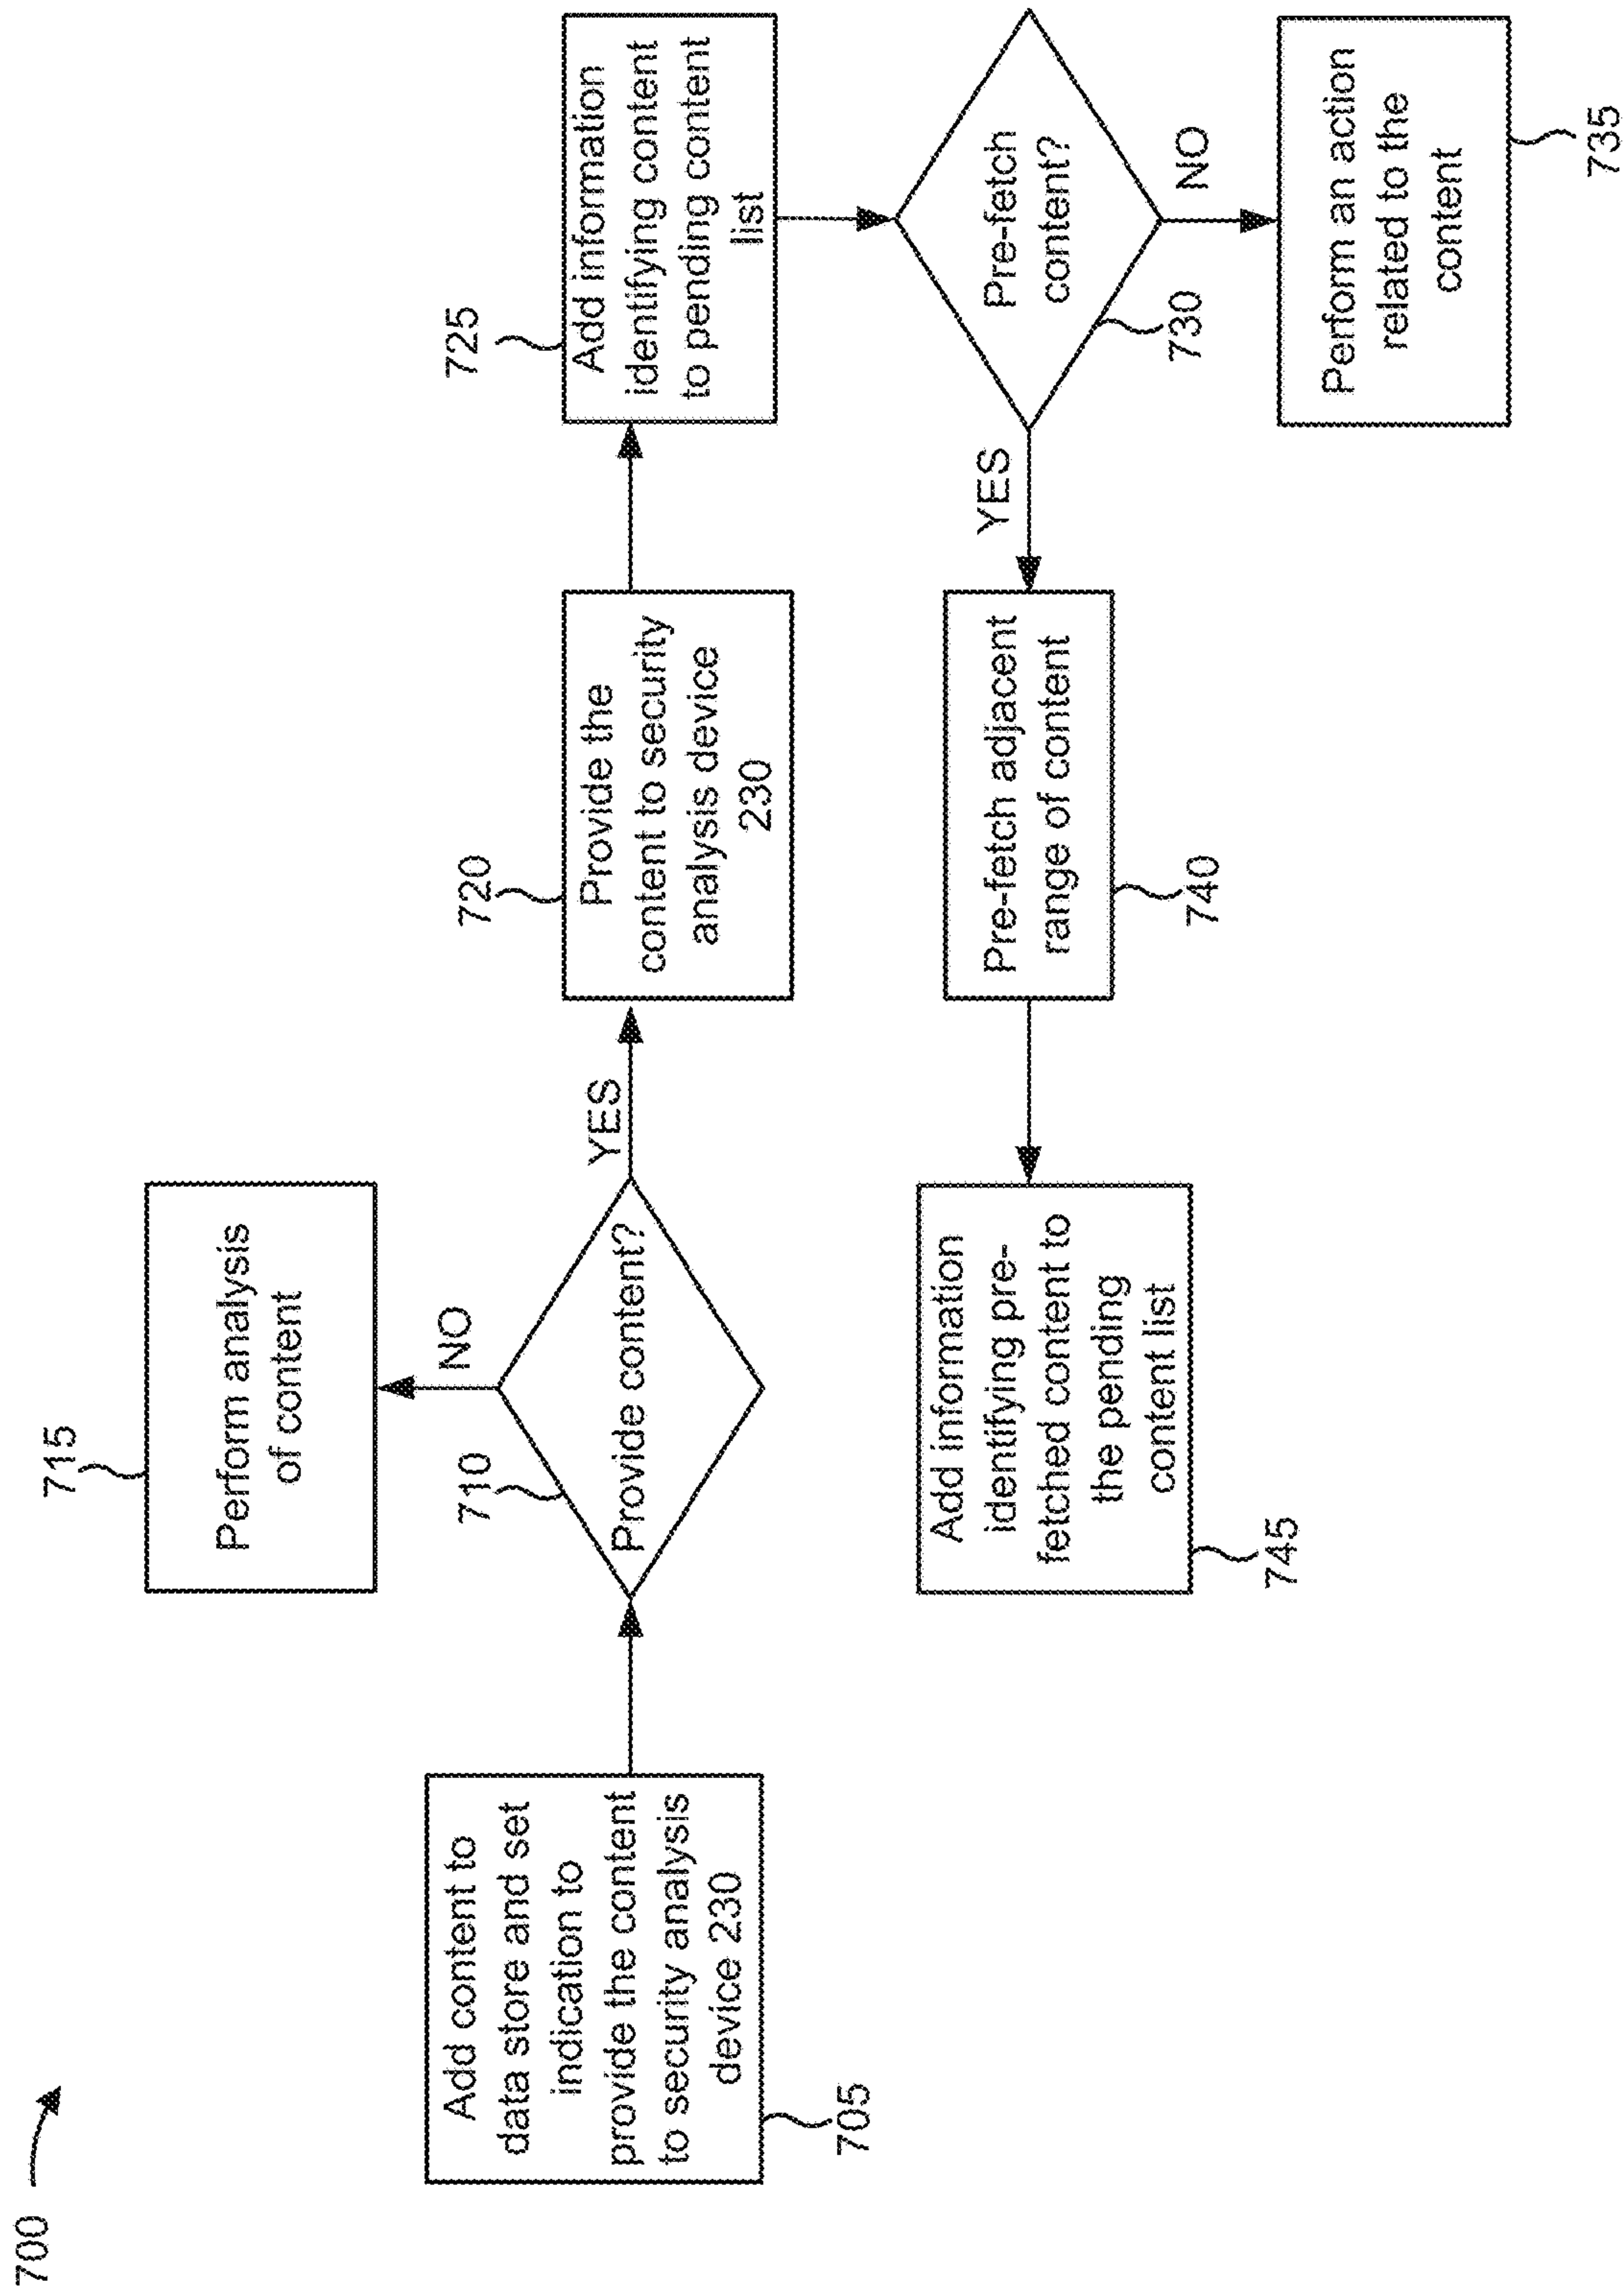 700
715
Perform analysis
of content
NO
710
Provide content?
YES
Add content to
data store and set
indication to
provide the content
to security analysis
device 230
705
720
Provide the
content to security
analysis device
230
725
Add information
identifying content
to pending content
list
Pre-fetch
content?
730
YES
NO
Perform an action
related to the
content
735
Pre-fetch adjacent
range of content
740
Add information
identifying pre-
fetched content to
the pending
content list
745